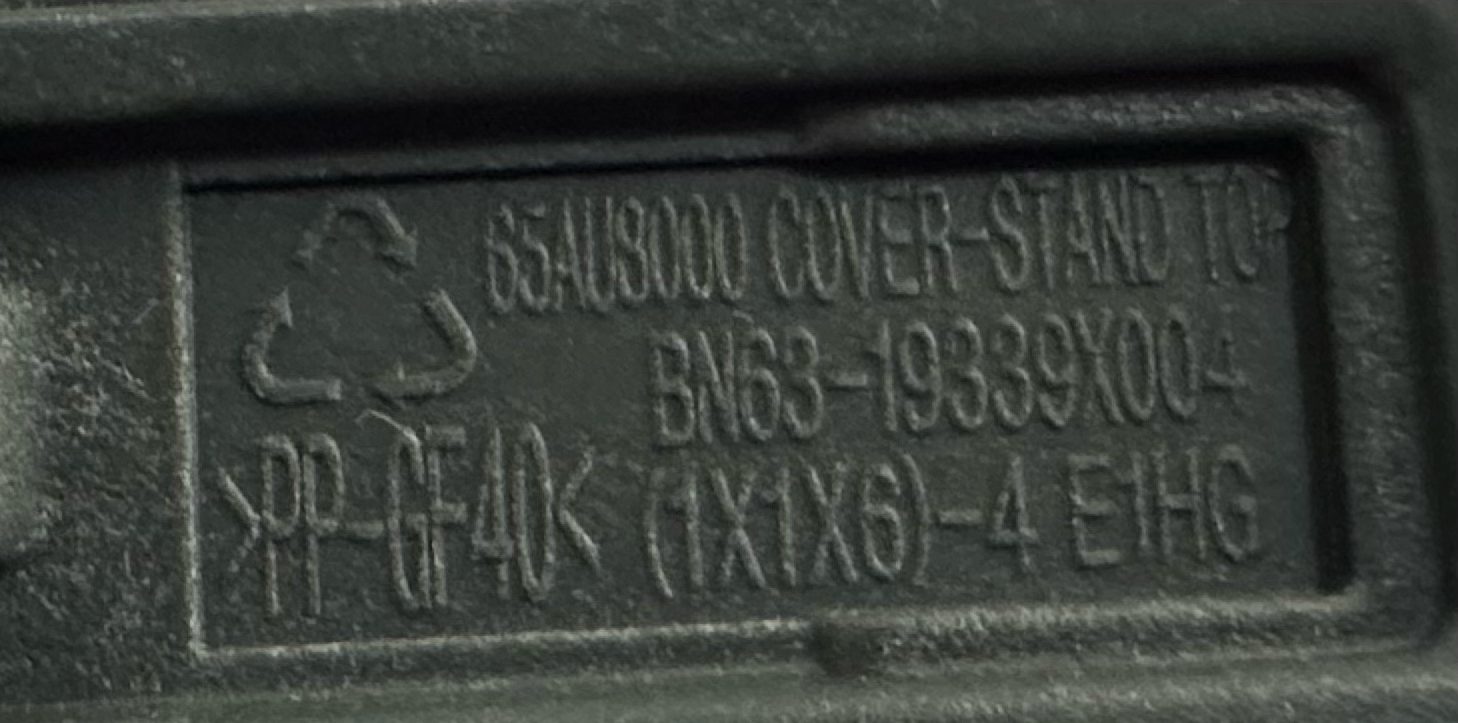 65AU8000 COVER-STAND TOP
BN63-19339X004
>PP-GF40< (1X1X6)-4 E1HG